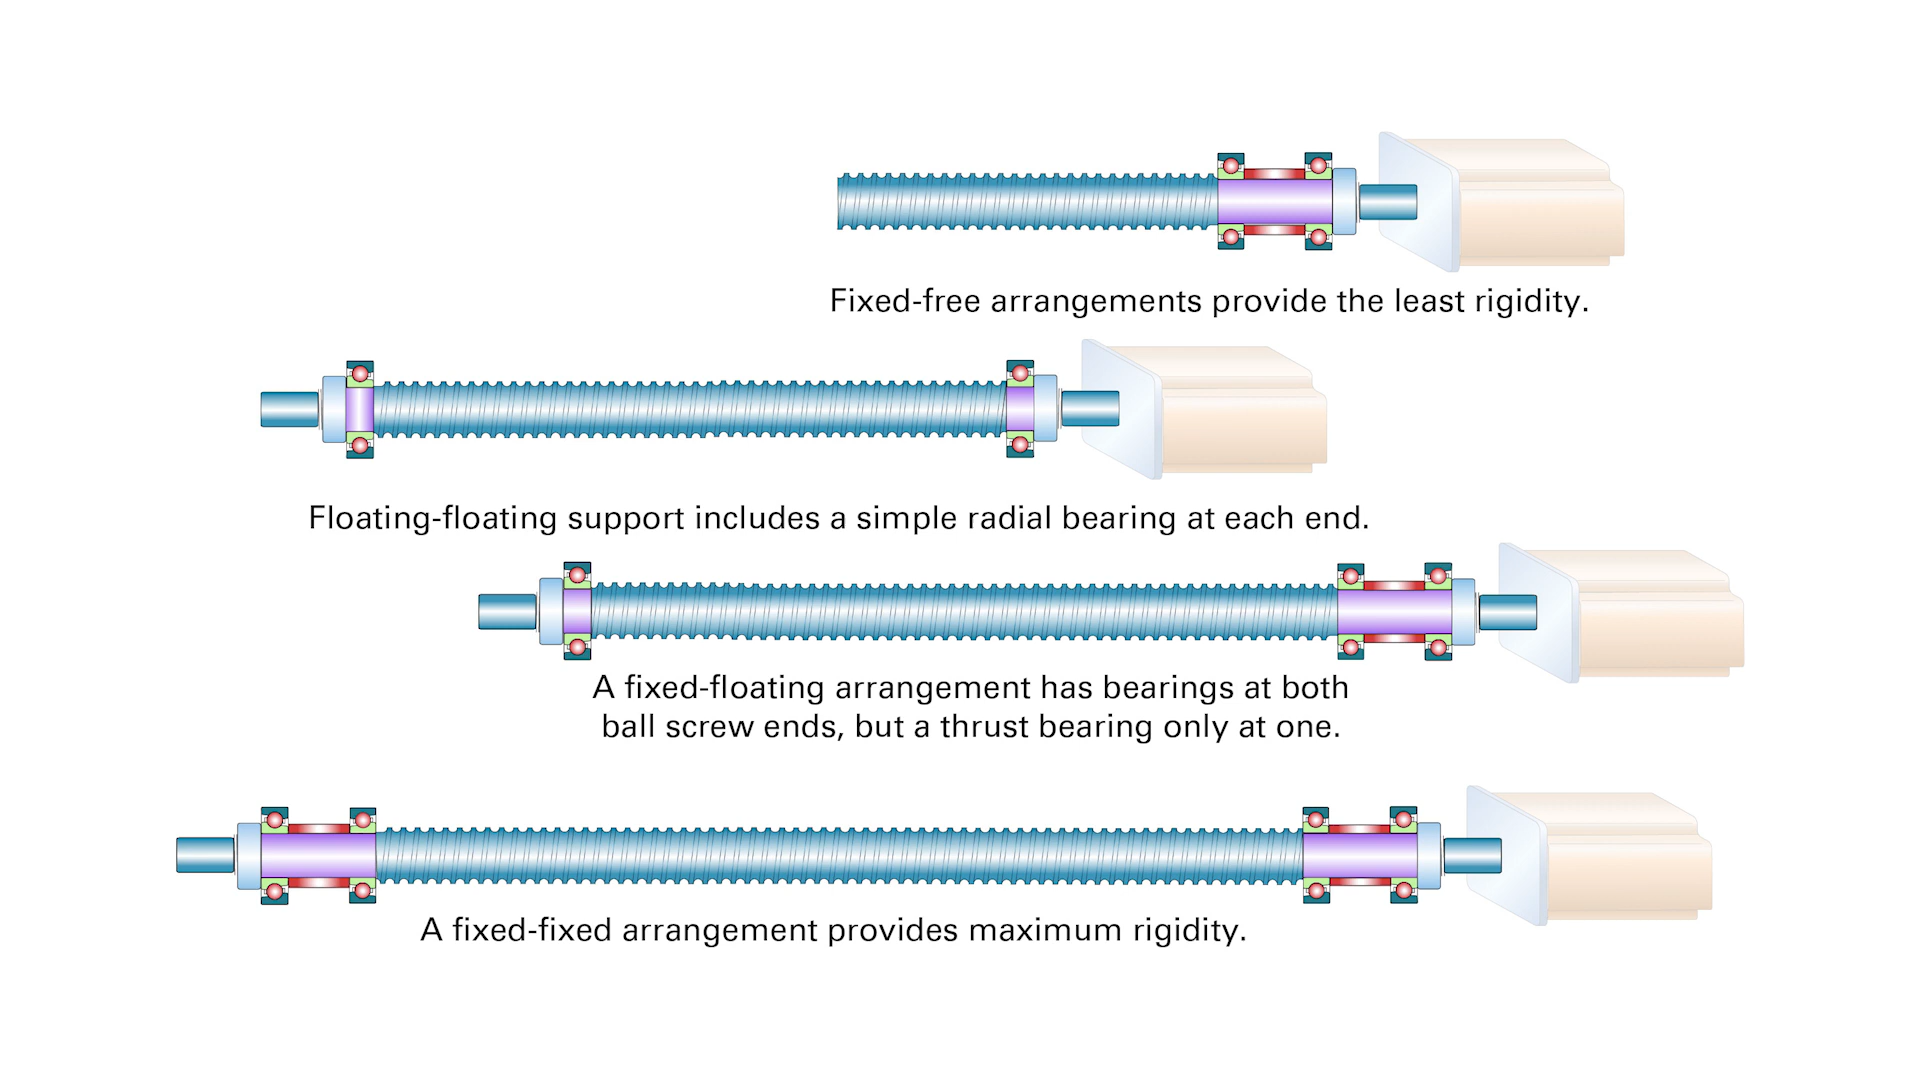 Fixed-free arrangements provide the least rigidity.
Floating-floating support includes a simple radial bearing at each end.
A fixed-floating arrangement has bearings at both
ball screw ends, but a thrust bearing only at one.
A fixed-fixed arrangement provides maximum rigidity.